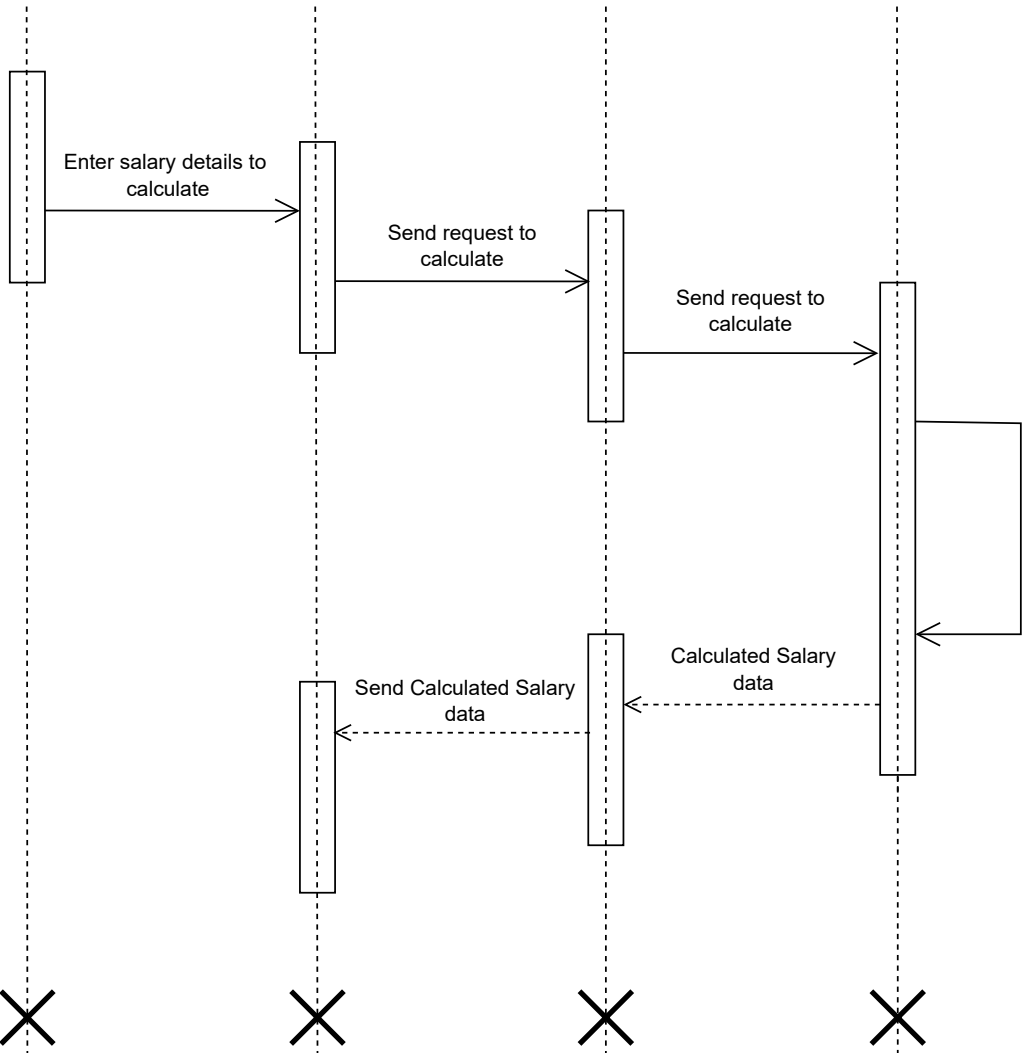 Enter salary details to
calculate
Send request to
calculate
Send request to
calculate
Calculated Salary
data
Send Calculated Salary
data